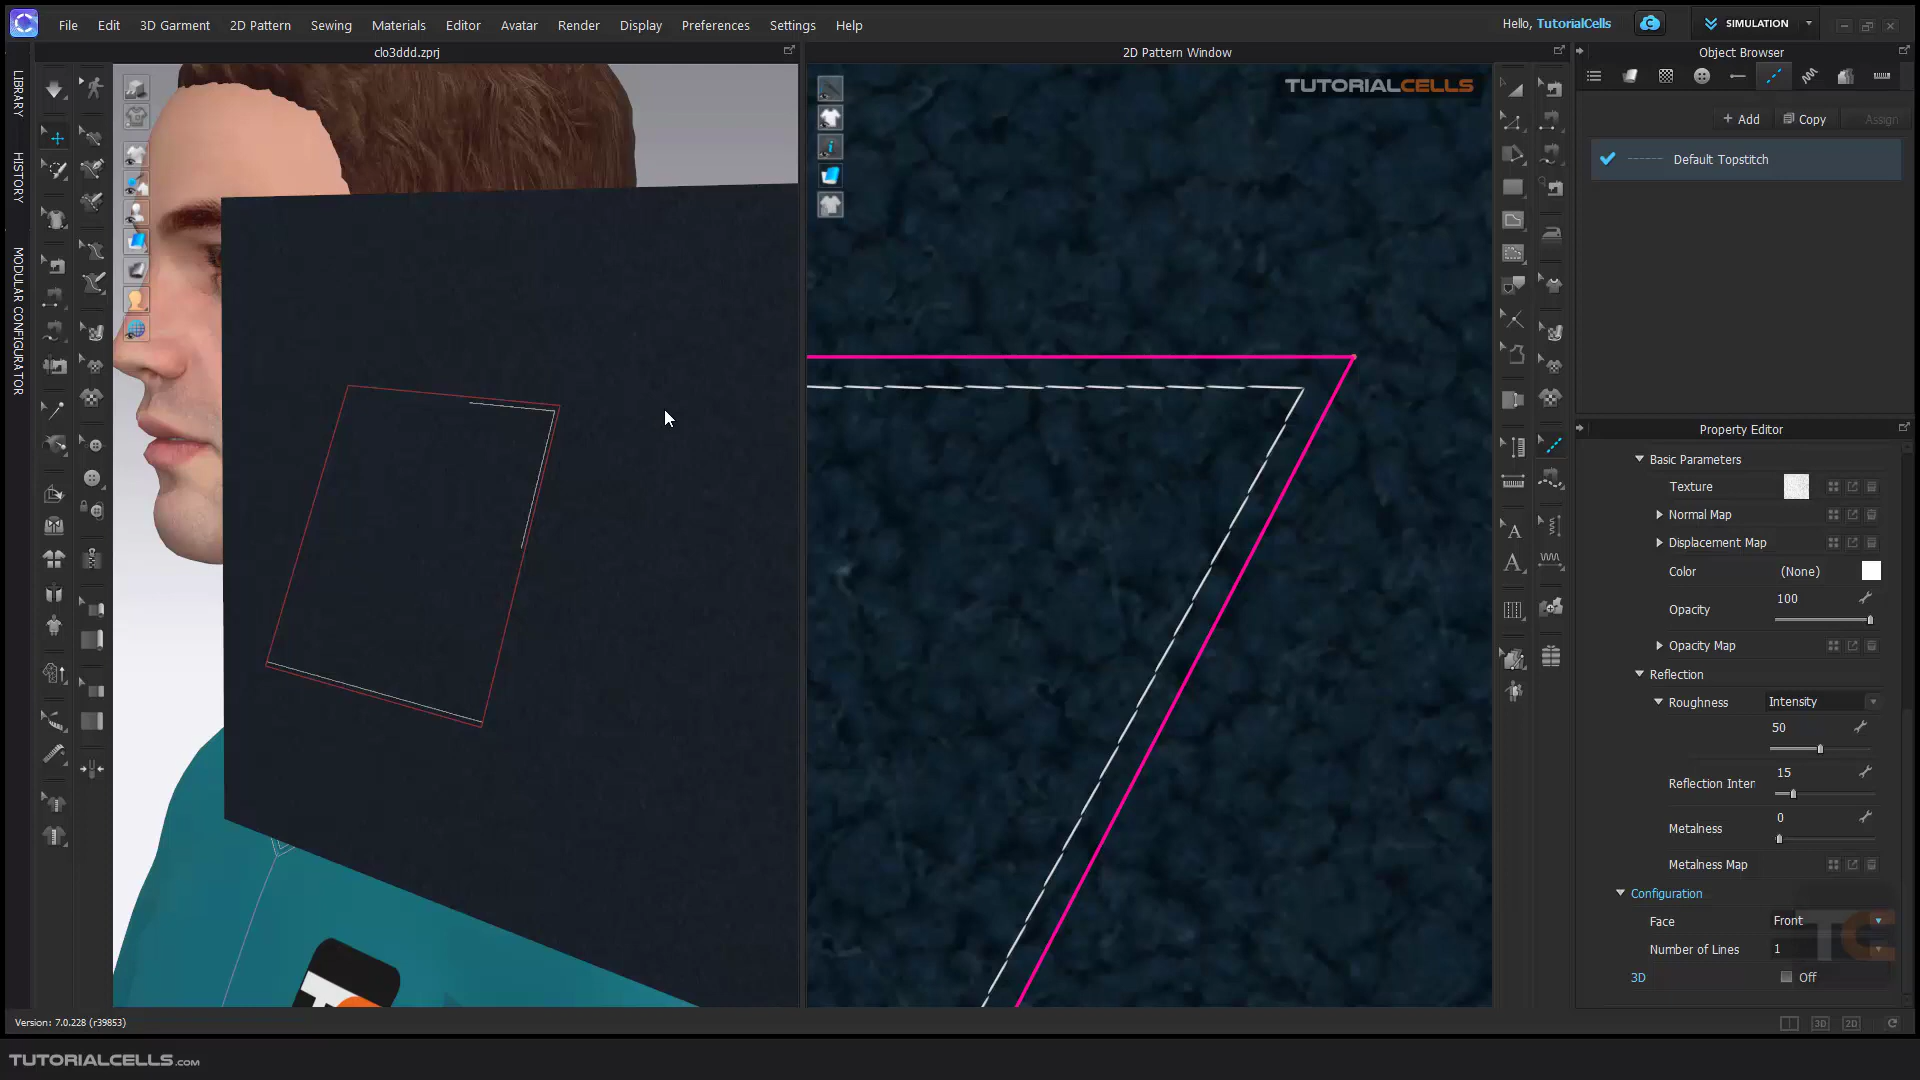 File Edit 3D Garment 2D Pattern Sewing Materials Editor Avatar Render Display Preferences Settings Help
Hello, TutorialCells
SIMULATION
clo3ddd.zprj
2D Pattern Window
Object Browser
LIBRARY
HISTORY
MODULAR CONFIGURATOR
TUTORIALCELLS
+ Add
Copy
Assign
Default Topstitch
Property Editor
Basic Parameters
Texture
Normal Map
Displacement Map
Color (None)
100
Opacity
Opacity Map
Reflection
Roughness Intensity
50
15
Reflection Inter
0
Metalness
Metalness Map
Configuration
Face Front
Number of Lines 1
3D Off
TC
Version: 7.0.228 (r39853)
3D 2D
TUTORIALCELLS.com